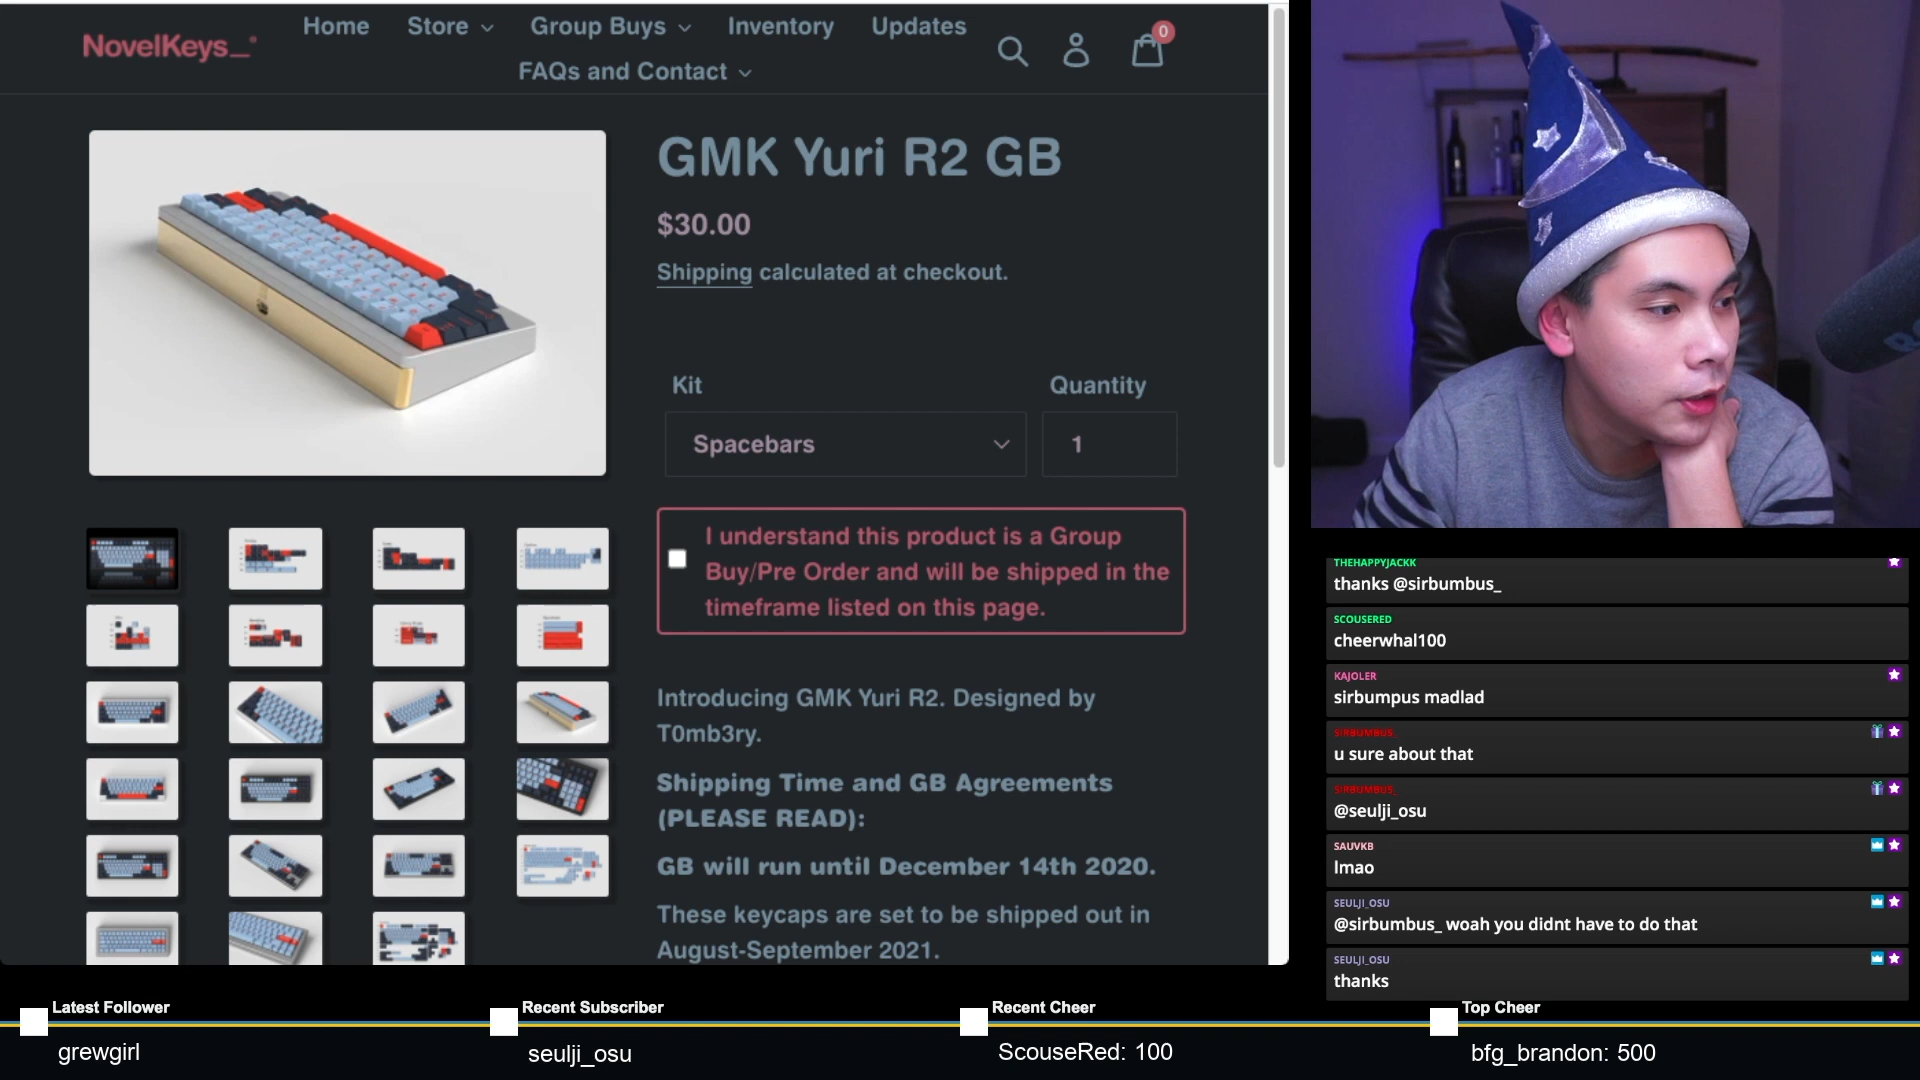 NovelKeys_
Home
Store
Group Buys
Inventory
Updates
FAQs and Contact
0
GMK Yuri R2 GB
$30.00
Shipping calculated at checkout.
Kit
Quantity
Spacebars
1
I understand this product is a Group
Buy/Pre Order and will be shipped in the
timeframe listed on this page.
Introducing GMK Yuri R2. Designed by
T0mb3ry.
Shipping Time and GB Agreements
(PLEASE READ):
GB will run until December 14th 2020.
These keycaps are set to be shipped out in
August-September 2021.
THEHAPPYJACKK
thanks @sirbumbus_
SCOUSERED
cheerwhal100
KAJOLER
sirbumpus madlad
SIRBUMBUS_
u sure about that
SIRBUMBUS_
@seulji_osu
SAUVKB
lmao
SEULJI_OSU
@sirbumbus_ woah you didnt have to do that
SEULJI_OSU
thanks
Latest Follower
grewgirl
Recent Subscriber
seulji_osu
Recent Cheer
ScouseRed: 100
Top Cheer
bfg_brandon: 500